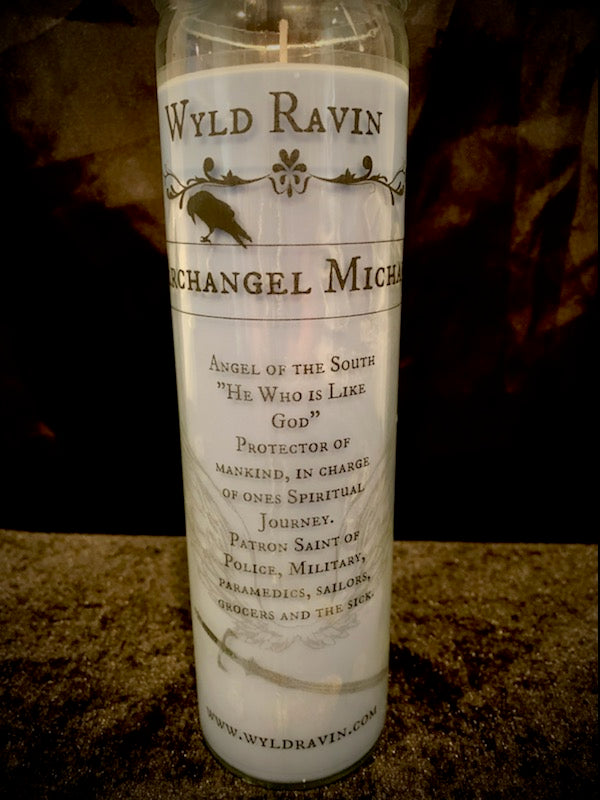 Wyld Ravin
Archangel Micha
Angel of the South
"He Who is Like
God"
Protector of
mankind, in charge
of ones Spiritual
Journey.
Patron Saint of
Police, Military,
paramedics, sailors,
grocers and the sick.
www.wyldravin.com